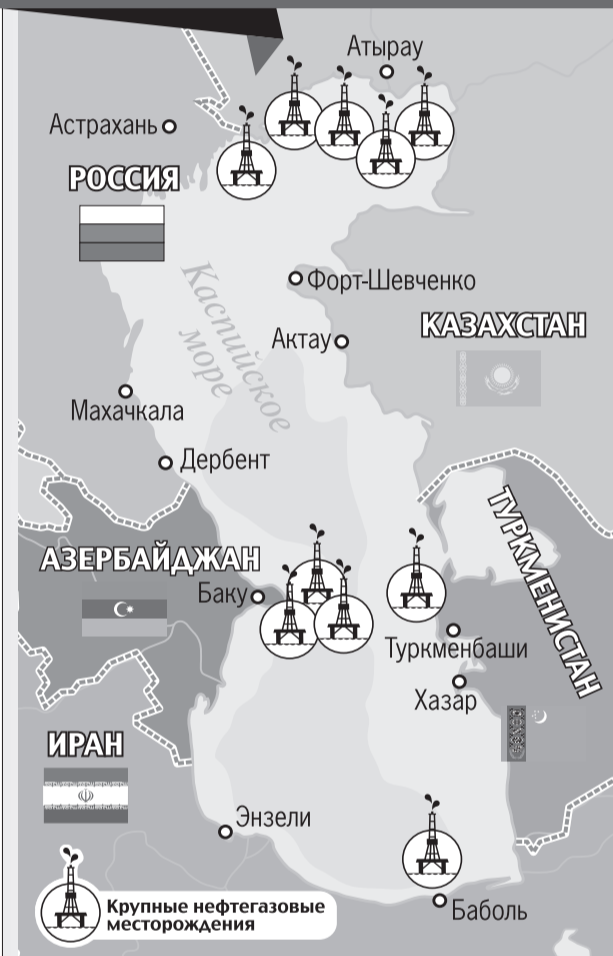 Атырау
Астрахань
РОССИЯ
Каспийское
море
Форт-Шевченко
КАЗАХСТАН
Актау
Махачкала
Дербент
ТУРКМЕНИСТАН
АЗЕРБАЙДЖАН
Баку
Туркменбаши
Хазар
ИРАН
Энзели
Баболь
Крупные нефтегазовые
месторождения